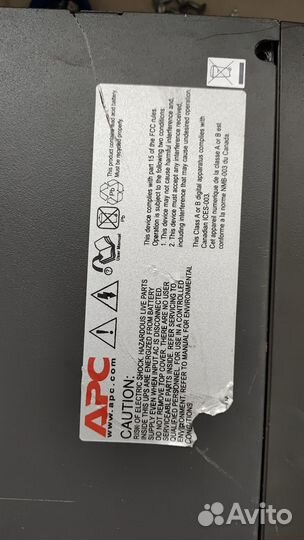 This product contains a lead acid battery.
Must be recycled properly.
Pb
Pb
User Manual
This device complies with part 15 of the FCC rules.
Operation is subject to the following two conditions:
1. This device may not cause harmful interference and,
2. This device must accept any interference received,
including interference that may cause undesired operation.
This Class A or B digital apparatus complies with
Canadian ICES-003.
Cet appareil numérique de la classe A or B est
conforme à la norme NMB-003 du Canada.
APC
www.apc.com
CAUTION:
RISK OF ELECTRIC SHOCK, HAZARDOUS LIVE PARTS
INSIDE THIS UPS ARE ENERGIZED FROM BATTERY
SUPPLY EVEN WHEN INPUT AC IS DISCONNECTED.
DO NOT REMOVE TOP COVER. THERE ARE NO USER
SERVICABLE PARTS INSIDE. REFER SERVICING TO
QUALIFIED PERSONNEL. FOR USE IN A CONTROLLED
ENVIRONMENT. REFER TO MANUAL FOR ENVIRONMENTAL
CONDITIONS.
Avito